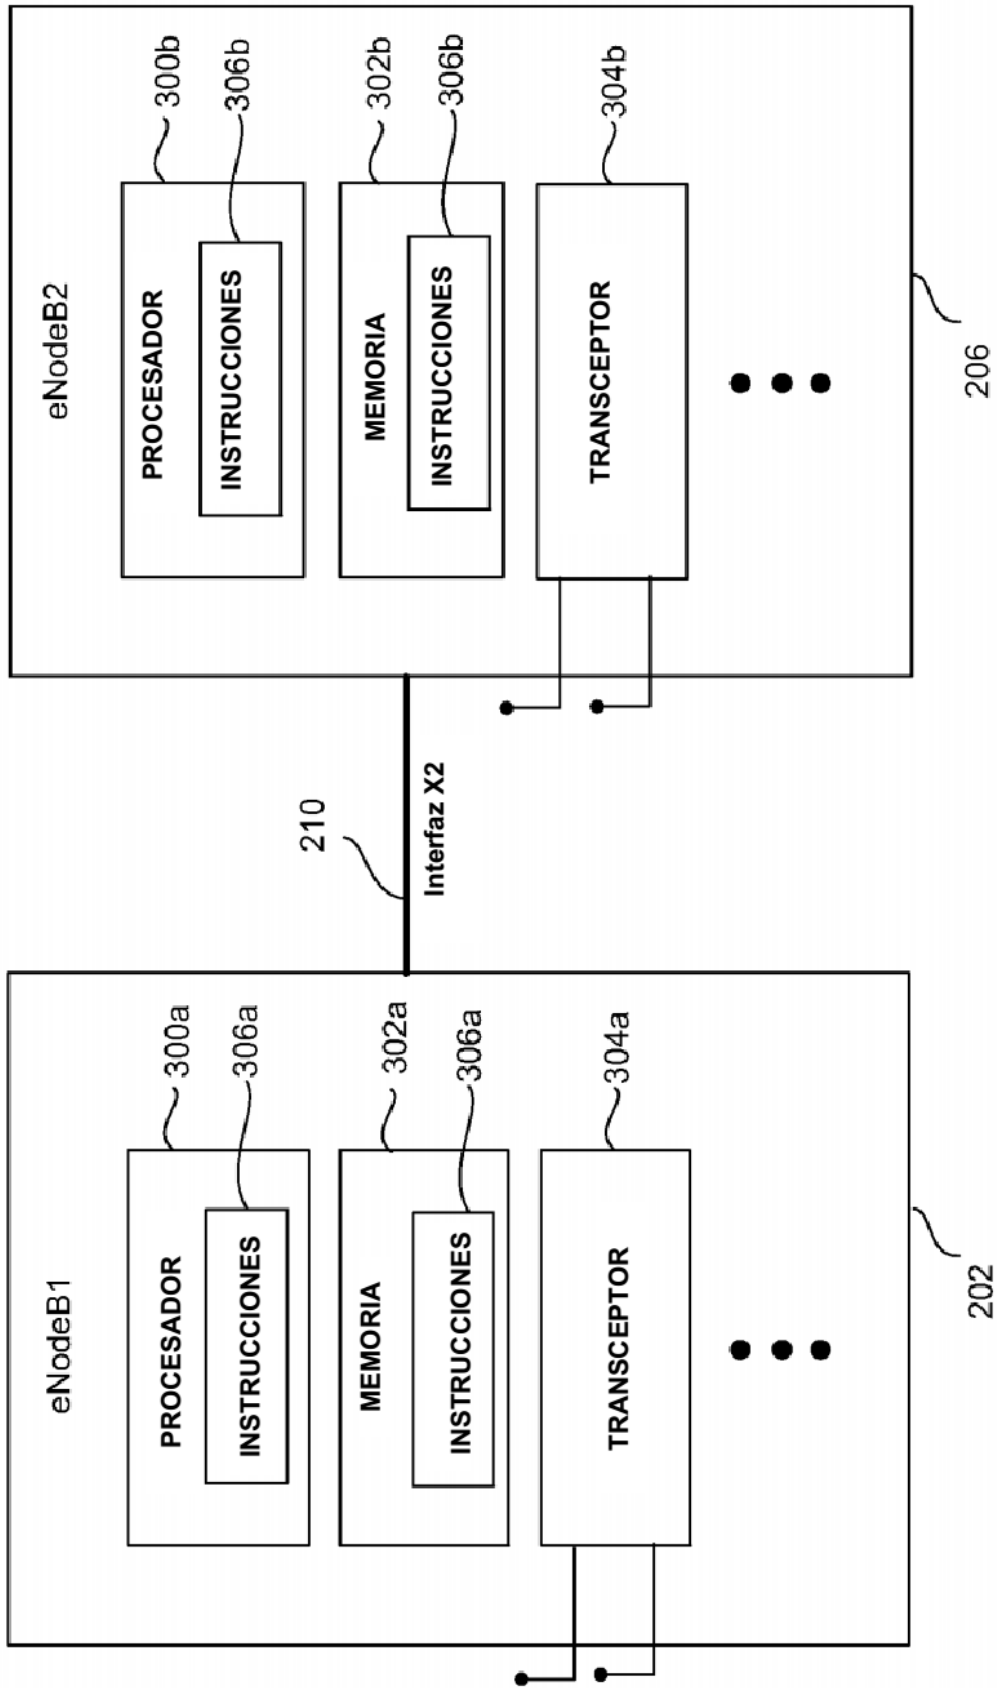 eNodeB1
PROCESADOR
300a
INSTRUCCIONES
306a
MEMORIA
302a
INSTRUCCIONES
306a
TRANSCEPTOR
304a
202
210
Interfaz X2
eNodeB2
PROCESADOR
300b
INSTRUCCIONES
306b
MEMORIA
302b
INSTRUCCIONES
306b
TRANSCEPTOR
304b
206